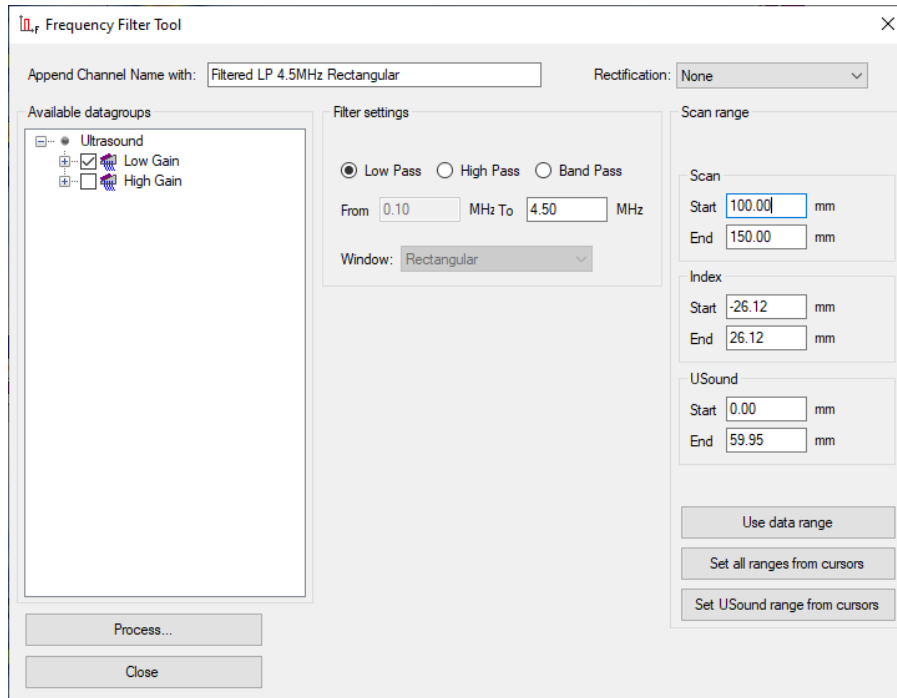 Frequency Filter Tool
Append Channel Name with: Filtered LP 4.5MHz Rectangular Rectification: None
Available datagroups
Ultrasound
Low Gain
High Gain
Filter settings
Low Pass High Pass Band Pass
From 0.10 MHz To 4.50 MHz
Window: Rectangular
Scan range
Scan
Start 100.00 mm
End 150.00 mm
Index
Start -26.12 mm
End 26.12 mm
USound
Start 0.00 mm
End 59.95 mm
Use data range
Set all ranges from cursors
Set USound range from cursors
Process...
Close